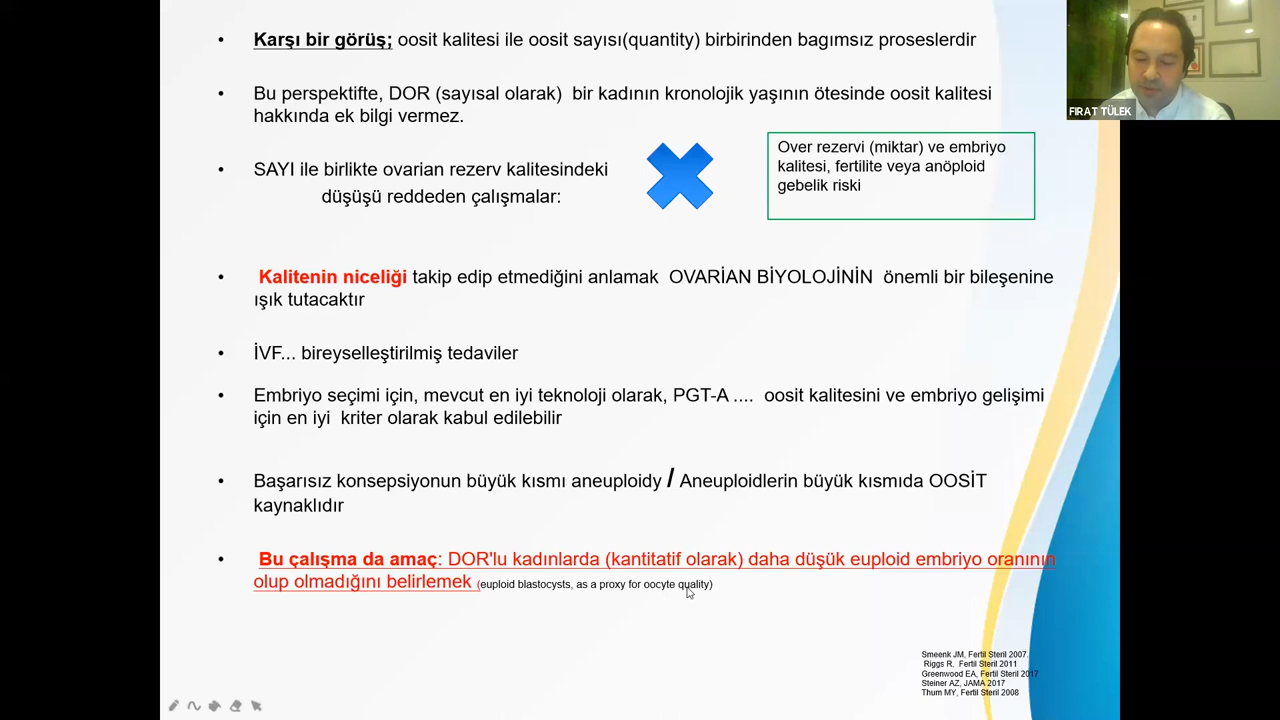 Karşı bir görüş; oosit kalitesi ile oosit sayısı(quantity) birbirinden bagımsız proseslerdir
FIRAT TÜLEK
Bu perspektifte, DOR (sayısal olarak) bir kadının kronolojik yaşının ötesinde oosit kalitesi
hakkında ek bilgi vermez.
SAYI ile birlikte ovarian rezerv kalitesindeki
düşüşü reddeden çalışmalar:
Over rezervi (miktar) ve embriyo
kalitesi, fertilite veya anöploid
gebelik riski
Kalitenin niceliği takip edip etmediğini anlamak OVARİAN BİYOLOJİNİN önemli bir bileşenine
ışık tutacaktır
İVF... bireyselleştirilmiş tedaviler
Embriyo seçimi için, mevcut en iyi teknoloji olarak, PGT-A .... oosit kalitesini ve embriyo gelişimi
için en iyi kriter olarak kabul edilebilir
Başarısız konsepsiyonun büyük kısmı aneuploidy / Aneuploidlerin büyük kısmıda OOSİT
kaynaklıdır
Bu çalışma da amaç: DOR'lu kadınlarda (kantitatif olarak) daha düşük euploid embriyo oranının
olup olmadığını belirlemek (euploid blastocysts, as a proxy for oocyte quality)
Smeenk JM, Fertil Steril 2007.
Riggs R, Fertil Steril 2011
Greenwood EA, Fertil Steril 2017
Steiner AZ, JAMA 2017
Thum MY, Fertil Steril 2008